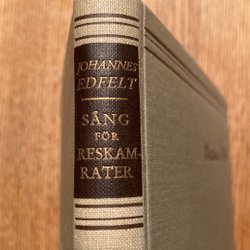 JOHANNES
EDFELT
SÅNG
FÖR
RESKAM-
RATER